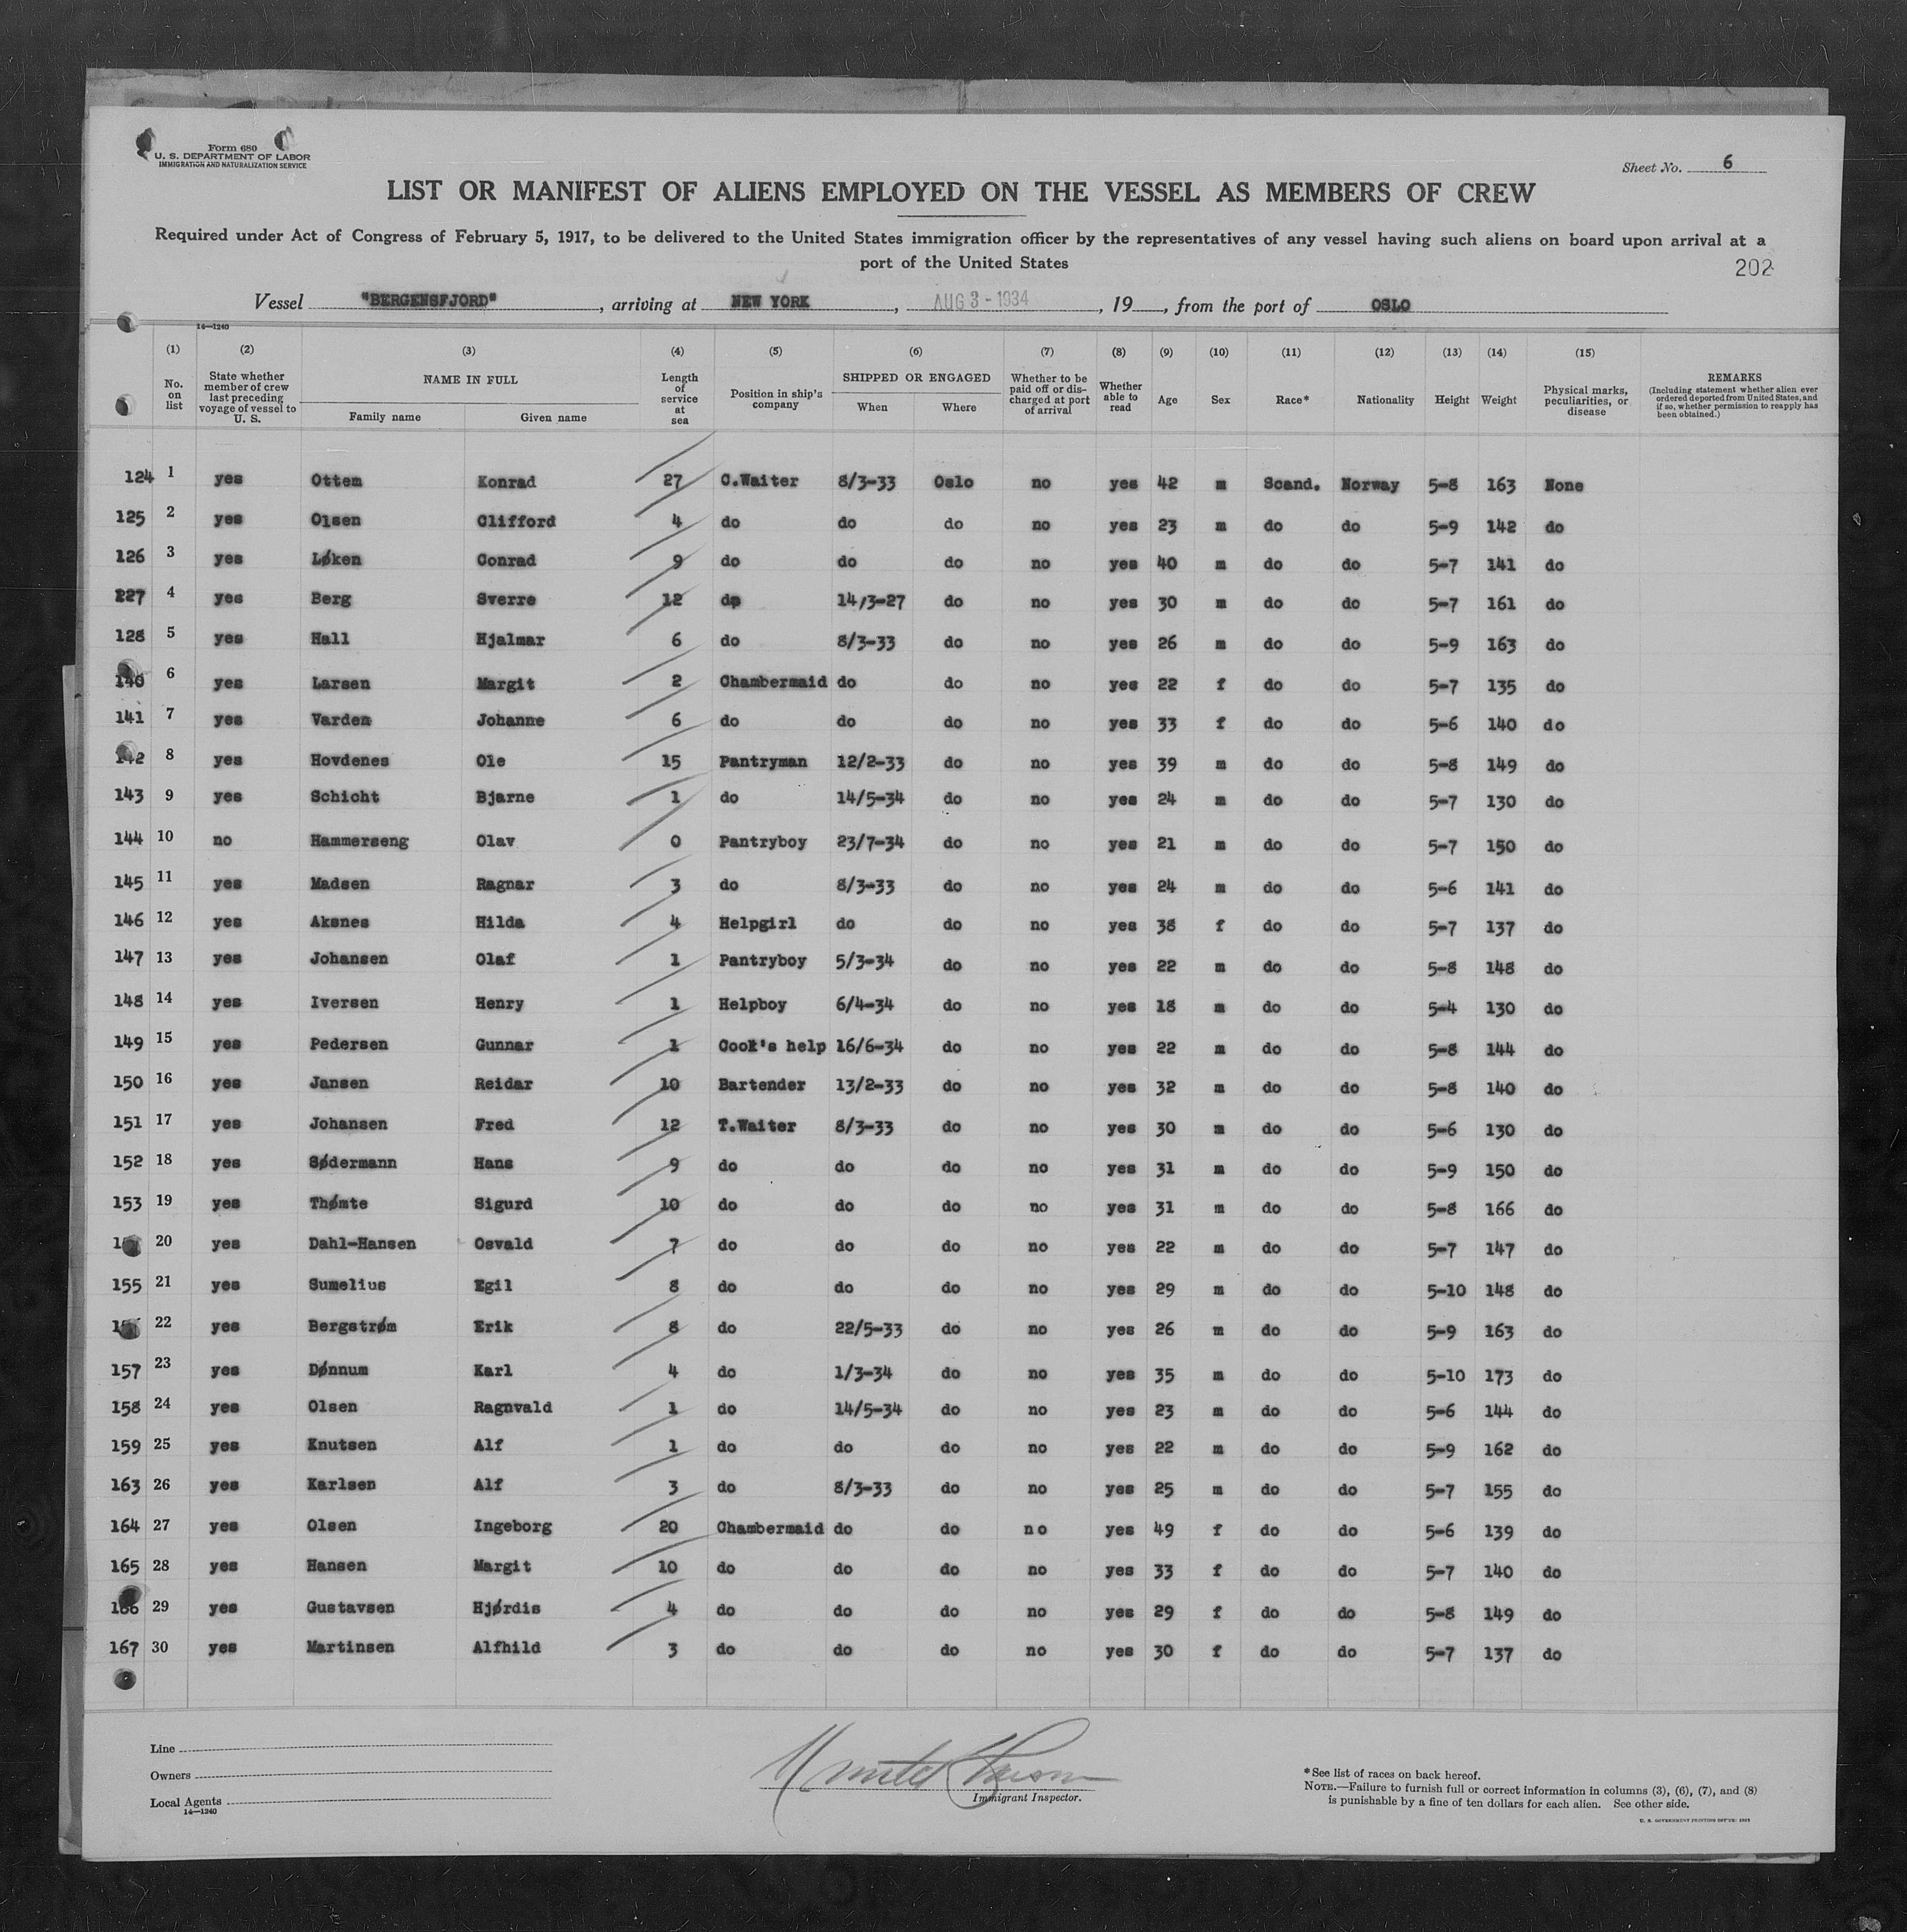 Form 680
U. S. DEPARTMENT OF LABOR
IMMIGRATION AND NATURALIZATION SERVICE
Sheet No. 6
LIST OR MANIFEST OF ALIENS EMPLOYED ON THE VESSEL AS MEMBERS OF CREW
Required under Act of Congress of February 5, 1917, to be delivered to the United States immigration officer by the representatives of any vessel having such aliens on board upon arrival at a
port of the United States
202
Vessel "BERGENSFJORD", arriving at NEW YORK, AUG 3 - 1934, 19, from the port of OSLO
14—1240
(1) (2) (3) (4) (5) (6) (7) (8) (9) (10) (11) (12) (13) (14) (15)
No. on list State whether member of crew last preceding voyage of vessel to U. S. NAME IN FULL Family name Given name Length of service at sea Position in ship's company SHIPPED OR ENGAGED When Where Whether to be paid off or discharged at port of arrival Whether able to read Age Sex Race* Nationality Height Weight Physical marks, peculiarities, or disease REMARKS (Including statement whether alien ever ordered deported from United States, and if so, whether permission to reapply has been obtained.)
124 1 yes Ottem Konrad 27 C.Waiter 8/3-33 Oslo no yes 42 m Scand. Norway 5-8 163 None
125 2 yes Olsen Clifford 4 do do do no yes 23 m do do 5-9 142 do
126 3 yes Løken Conrad 9 do do do no yes 40 m do do 5-7 141 do
227 4 yes Berg Sverre 12 do 14/3-27 do no yes 30 m do do 5-7 161 do
128 5 yes Hall Hjalmar 6 do 8/3-33 do no yes 26 m do do 5-9 163 do
140 6 yes Larsen Margit 2 Chambermaid do do no yes 22 f do do 5-7 135 do
141 7 yes Varden Johanne 6 do do do no yes 33 f do do 5-6 140 do
142 8 yes Hovdenes Ole 15 Pantryman 12/2-33 do no yes 39 m do do 5-8 149 do
143 9 yes Schicht Bjarne 1 do 14/5-34 do no yes 24 m do do 5-7 130 do
144 10 no Hammerseng Olav 0 Pantryboy 23/7-34 do no yes 21 m do do 5-7 150 do
145 11 yes Madsen Ragnar 3 do 8/3-33 do no yes 24 m do do 5-6 141 do
146 12 yes Aksnes Hilda 4 Helpgirl do do no yes 38 f do do 5-7 137 do
147 13 yes Johansen Olaf 1 Pantryboy 5/3-34 do no yes 22 m do do 5-8 148 do
148 14 yes Iversen Henry 1 Helpboy 6/4-34 do no yes 18 m do do 5-4 130 do
149 15 yes Pedersen Gunnar 1 Cook's help 16/6-34 do no yes 22 m do do 5-8 144 do
150 16 yes Jansen Reidar 10 Bartender 13/2-33 do no yes 32 m do do 5-8 140 do
151 17 yes Johansen Fred 12 T.Waiter 8/3-33 do no yes 30 m do do 5-6 130 do
152 18 yes Sødermann Hans 9 do do do no yes 31 m do do 5-9 150 do
153 19 yes Thømte Sigurd 10 do do do no yes 31 m do do 5-8 166 do
20 yes Dahl-Hansen Osvald 7 do do do no yes 22 m do do 5-7 147 do
155 21 yes Sumelius Egil 8 do do do no yes 29 m do do 5-10 148 do
22 yes Bergstrøm Erik 8 do 22/5-33 do no yes 26 m do do 5-9 163 do
157 23 yes Dønnum Karl 4 do 1/3-34 do no yes 35 m do do 5-10 173 do
158 24 yes Olsen Ragnvald 1 do 14/5-34 do no yes 23 m do do 5-6 144 do
159 25 yes Knutsen Alf 1 do do do no yes 22 m do do 5-9 162 do
163 26 yes Karlsen Alf 3 do 8/3-33 do no yes 25 m do do 5-7 155 do
164 27 yes Olsen Ingeborg 20 Chambermaid do do no yes 49 f do do 5-6 139 do
165 28 yes Hansen Margit 10 do do do no yes 33 f do do 5-7 140 do
166 29 yes Gustavsen Hjørdis 4 do do do no yes 29 f do do 5-8 149 do
167 30 yes Martinsen Alfhild 3 do do do no yes 30 f do do 5-7 137 do
Line
Owners
Local Agents
14—1240
Immigrant Inspector.
*See list of races on back hereof.
NOTE.—Failure to furnish full or correct information in columns (3), (6), (7), and (8)
is punishable by a fine of ten dollars for each alien. See other side.
U. S. GOVERNMENT PRINTING OFFICE